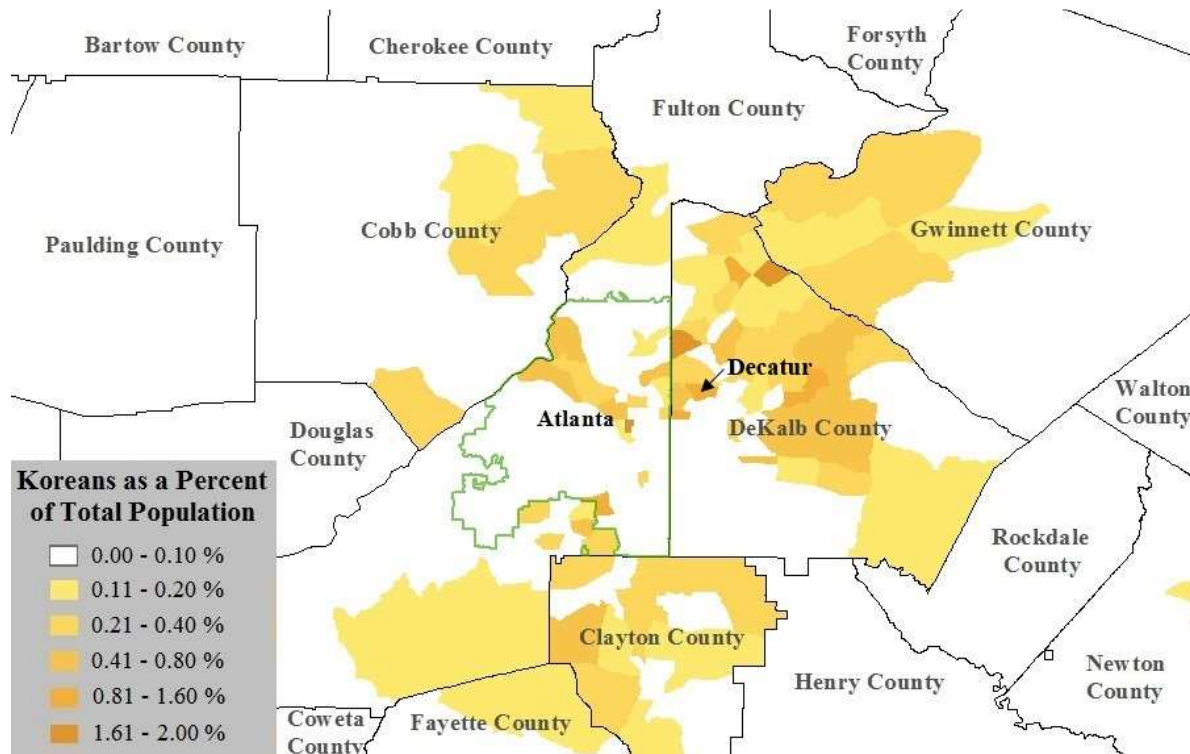 Bartow County
Cherokee County
Forsyth
County
Fulton County
Paulding County
Cobb County
Gwinnett County
Decatur
Walton
County
Atlanta
DeKalb County
Douglas
County
Koreans as a Percent
of Total Population
0.00 - 0.10 %
0.11 - 0.20 %
0.21 - 0.40 %
0.41 - 0.80 %
0.81 - 1.60 %
1.61 - 2.00 %
Rockdale
County
Clayton County
Henry County
Newton
County
Coweta
County
Fayette County